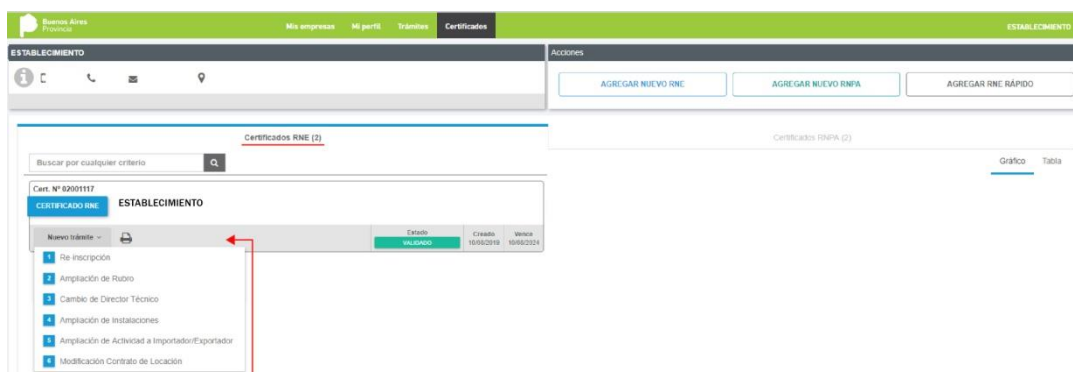 Buenos Aires
Provincia
Mis empresas Mi perfil Trámites Certificados ESTABLECIMIENTO
ESTABLECIMIENTO
Acciones
AGREGAR NUEVO RNE AGREGAR NUEVO RNPA AGREGAR RNE RÁPIDO
Certificados RNE (2) Certificados RNPA (2)
Buscar por cualquier criterio
Gráfico Tabla
Cert. Nº 02001117
CERTIFICADO RNE ESTABLECIMIENTO
Nuevo trámite
Estado Creado Vence
VALIDADO 10/08/2019 10/08/2024
1 Re-inscripción
2 Ampliación de Rubro
3 Cambio de Director Técnico
4 Ampliación de Instalaciones
5 Ampliación de Actividad a Importador/Exportador
6 Modificación Contrato de Locación